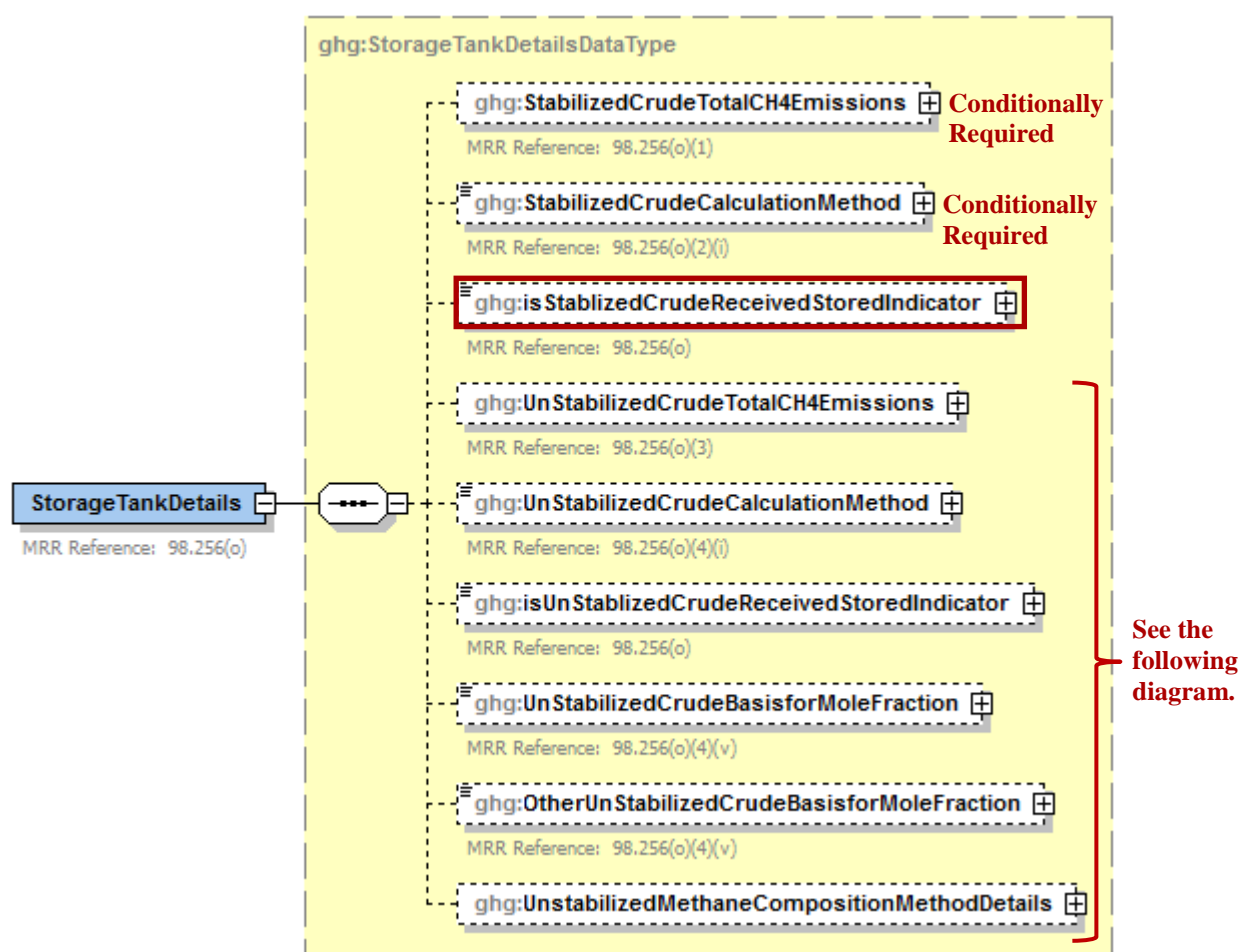 ghg:StorageTankDetailsDataType
ghg:StabilizedCrudeTotalCH4Emissions
Conditionally
Required
MRR Reference: 98.256(o)(1)
ghg:StabilizedCrudeCalculationMethod
Conditionally
Required
MRR Reference: 98.256(o)(2)(i)
ghg:isStablizedCrudeReceivedStoredIndicator
MRR Reference: 98.256(o)
ghg:UnStabilizedCrudeTotalCH4Emissions
MRR Reference: 98.256(o)(3)
StorageTankDetails
MRR Reference: 98.256(o)
ghg:UnStabilizedCrudeCalculationMethod
MRR Reference: 98.256(o)(4)(i)
ghg:isUnStablizedCrudeReceivedStoredIndicator
MRR Reference: 98.256(o)
See the
following
diagram.
ghg:UnStabilizedCrudeBasisforMoleFraction
MRR Reference: 98.256(o)(4)(v)
ghg:OtherUnStabilizedCrudeBasisforMoleFraction
MRR Reference: 98.256(o)(4)(v)
ghg:UnstabilizedMethaneCompositionMethodDetails